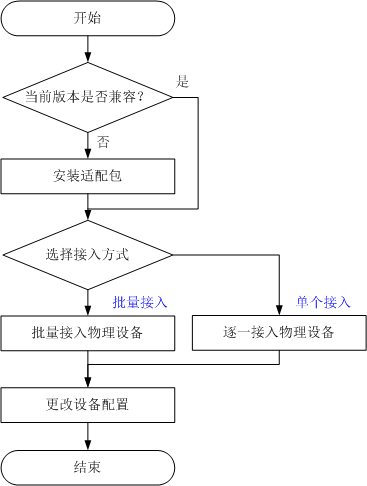 开始
当前版本是否兼容？
是
否
安装适配包
选择接入方式
批量接入
单个接入
批量接入物理设备
逐一接入物理设备
更改设备配置
结束